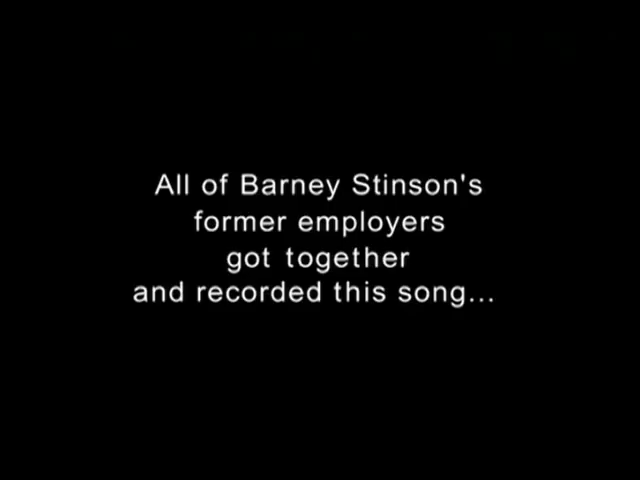 All of Barney Stinson's
former employers
got together
and recorded this song...